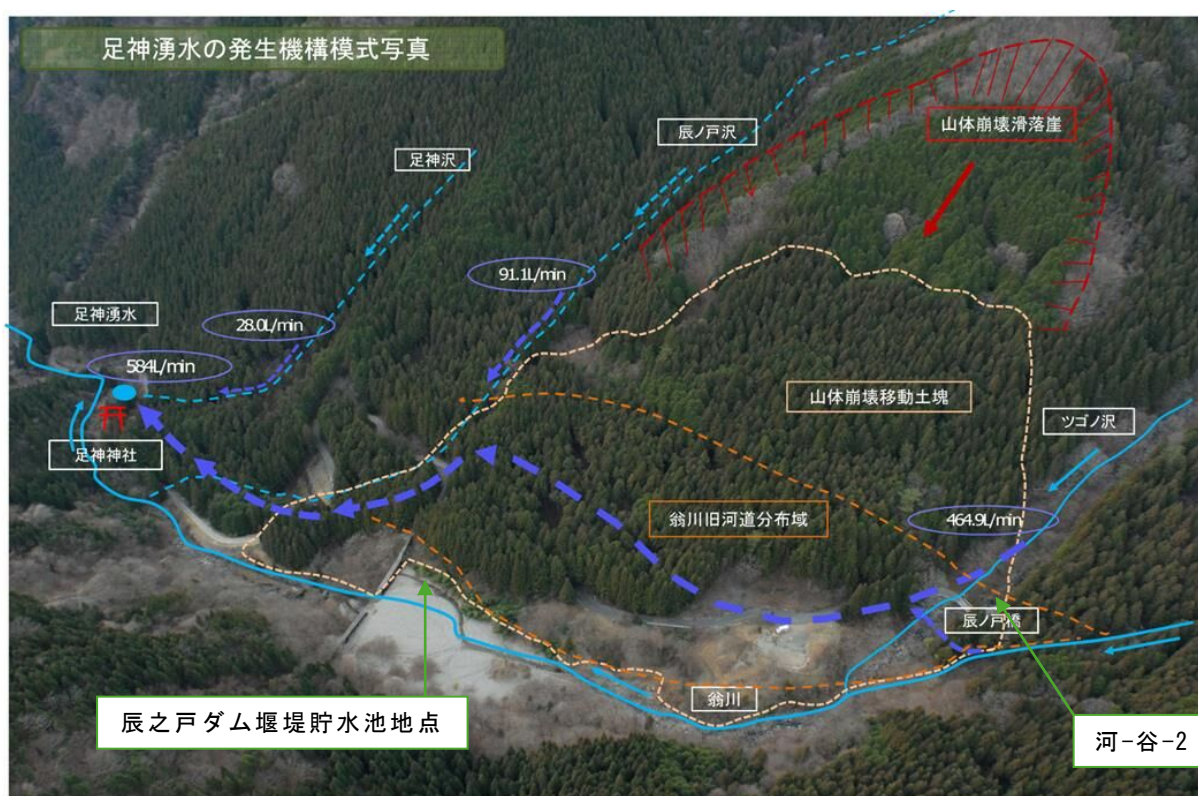 足神湧水の発生機構模式写真
山体崩壊滑落崖
辰ノ戸沢
足神沢
91.1L/min
足神湧水
28.0L/min
584L/min
山体崩壊移動土塊
ツゴノ沢
足神神社
翁川旧河道分布域
464.9L/min
辰ノ戸橋
翁川
辰之戸ダム堰堤貯水池地点
河-谷-2